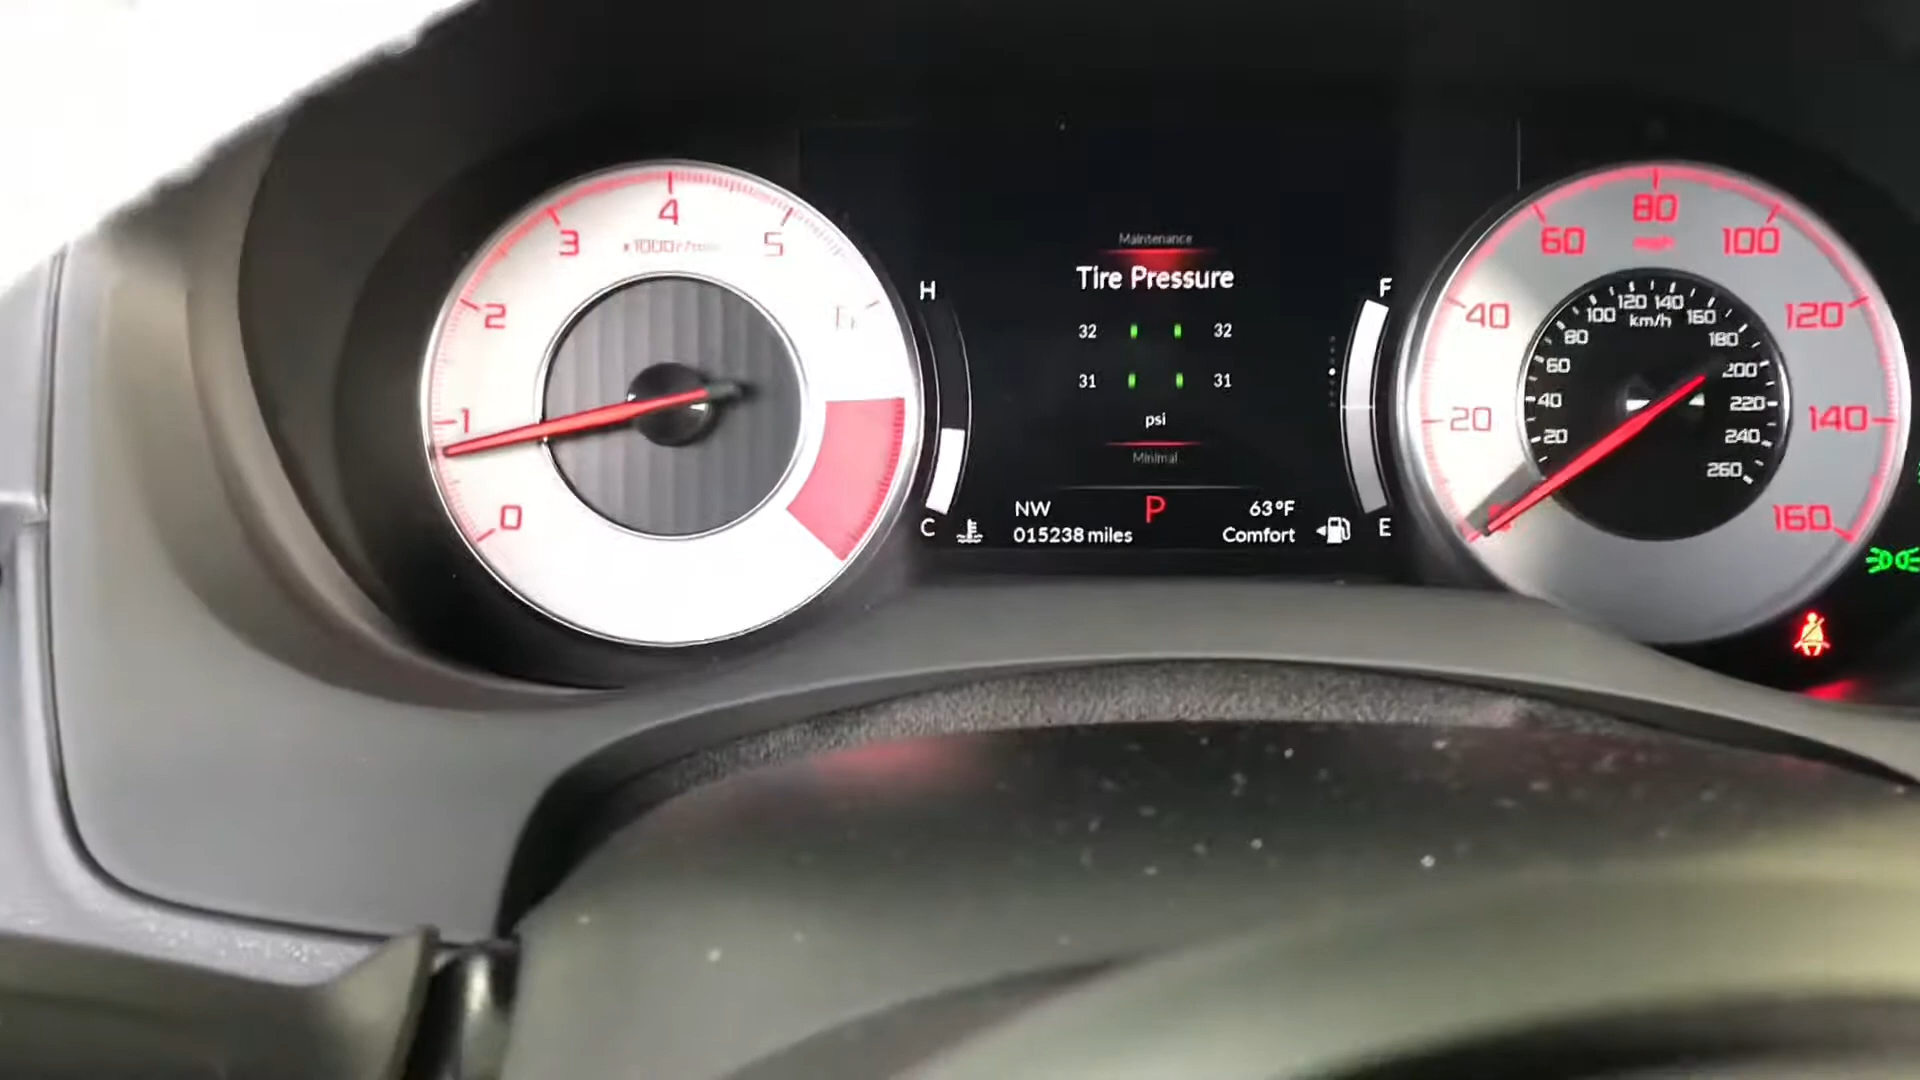 4
3
5
x1000r/min
2
1
0
H
C
Maintenance
Tire Pressure
32 32
31 31
psi
Minimal
NW P 63°F
015238 miles Comfort
F
E
80
60 mph 100
40 120
20 140
160
120 140
100 km/h 160
80 180
60 200
40 220
20 240
260